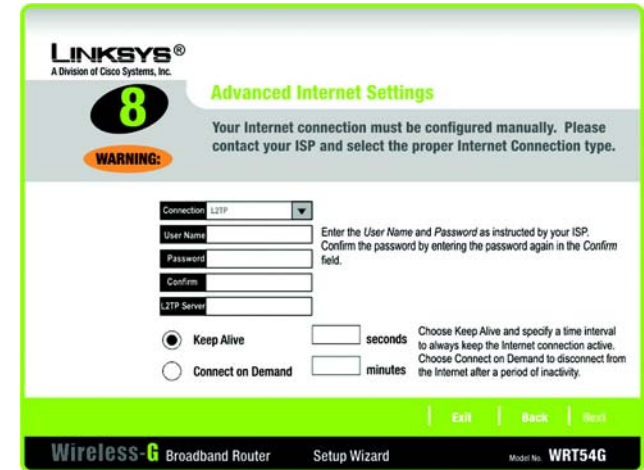 LINKSYS®
A Division of Cisco Systems, Inc.
8
WARNING:
Advanced Internet Settings
Your Internet connection must be configured manually. Please
contact your ISP and select the proper Internet Connection type.
Connection L2TP
User Name
Password
Confirm
L2TP Server
Enter the User Name and Password as instructed by your ISP.
Confirm the password by entering the password again in the Confirm
field.
Keep Alive seconds
Connect on Demand minutes
Choose Keep Alive and specify a time interval
to always keep the Internet connection active.
Choose Connect on Demand to disconnect from
the Internet after a period of inactivity.
Exit Back Next
Wireless-G Broadband Router Setup Wizard Model No. WRT54G